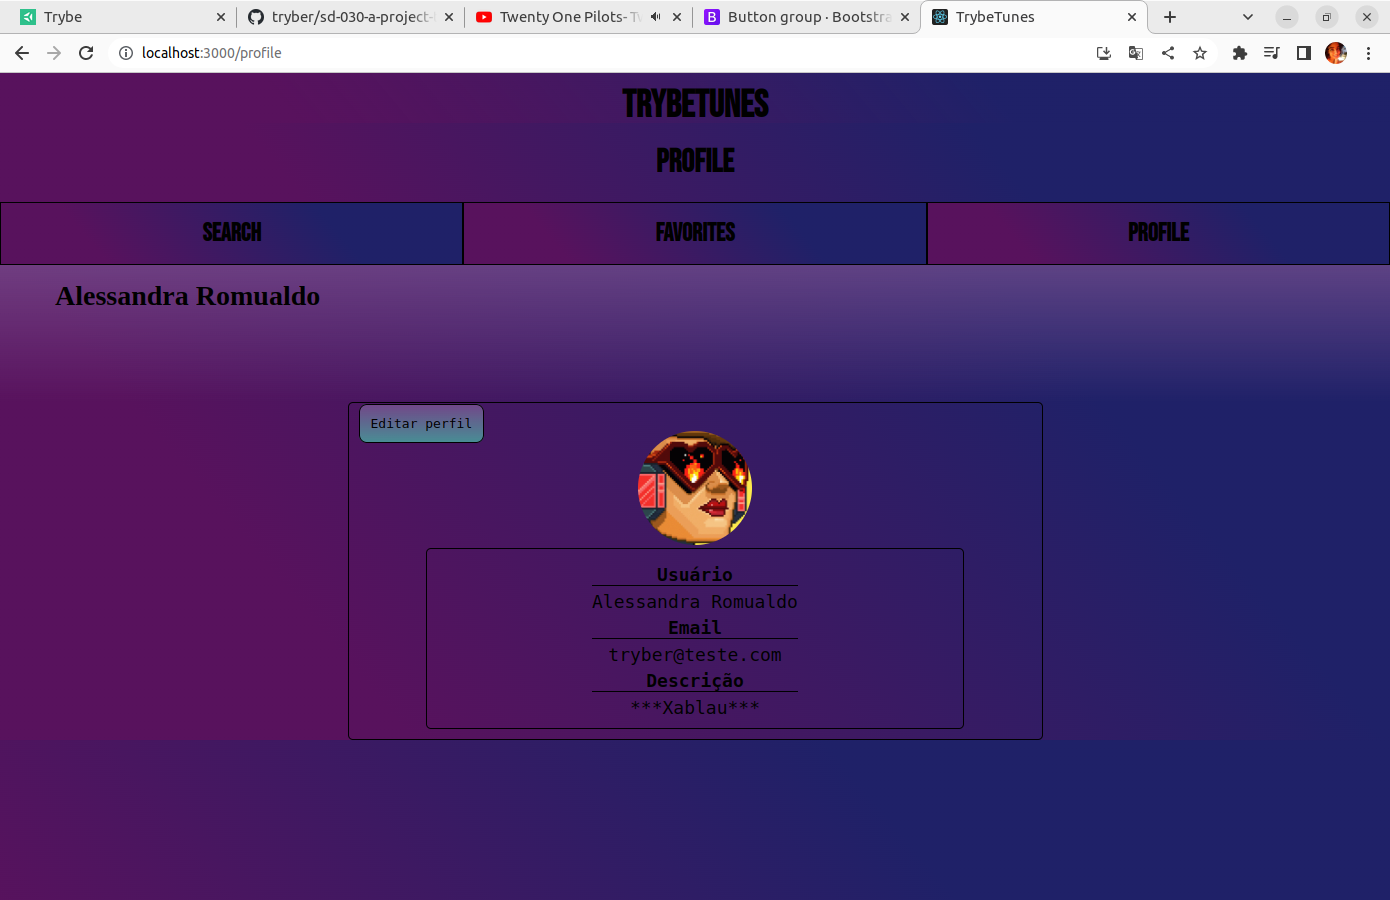 Trybe
tryber/sd-030-a-project-
Twenty One Pilots- Tw
Button group · Bootstra
TrybeTunes
localhost:3000/profile
TRYBETUNES
PROFILE
SEARCH
FAVORITES
PROFILE
Alessandra Romualdo
Editar perfil
Usuário
Alessandra Romualdo
Email
tryber@teste.com
Descrição
***Xablau***